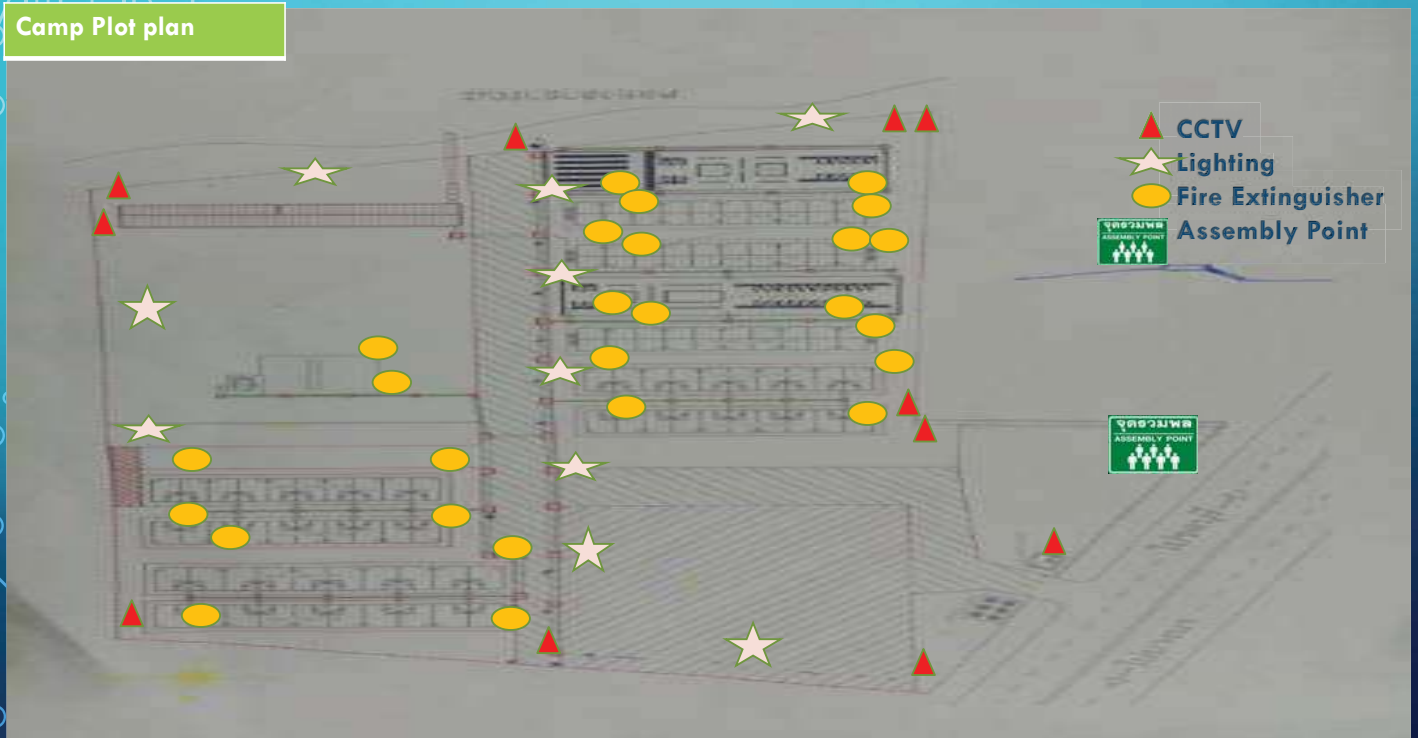 Camp Plot plan
CCTV
Lighting
Fire Extinguisher
จุดรวมพล
ASSEMBLY POINT
Assembly Point
จุดรวมพล
ASSEMBLY POINT